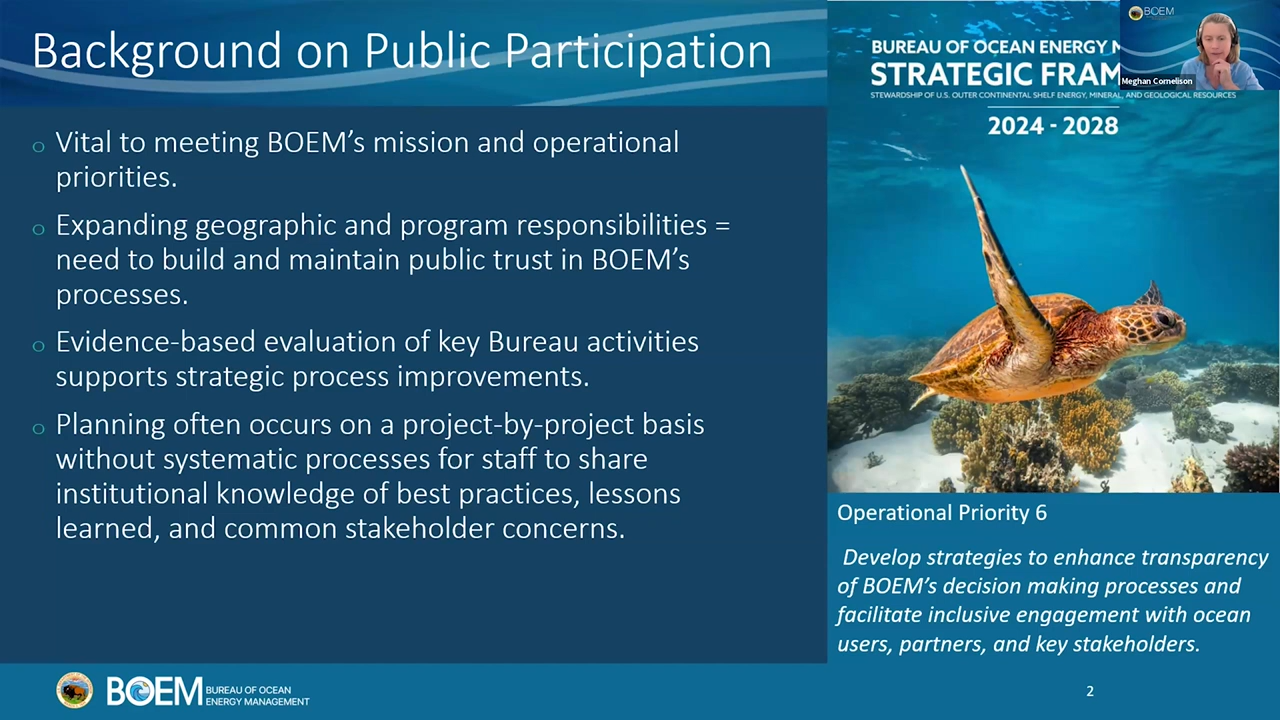 Background on Public Participation
o Vital to meeting BOEM's mission and operational
priorities.
o Expanding geographic and program responsibilities =
need to build and maintain public trust in BOEM's
processes.
o Evidence-based evaluation of key Bureau activities
supports strategic process improvements.
o Planning often occurs on a project-by-project basis
without systematic processes for staff to share
institutional knowledge of best practices, lessons
learned, and common stakeholder concerns.
BUREAU OF OCEAN ENERGY
STRATEGIC FRAM
STEWARDSHIP OF U.S. OUTER CONTINENTAL SHELF ENERGY, MINERAL, AND GEOLOGICAL RESOURCES
2024 - 2028
BOEM
Meghan Cornelison
Operational Priority 6
Develop strategies to enhance transparency
of BOEM's decision making processes and
facilitate inclusive engagement with ocean
users, partners, and key stakeholders.
BOEM
BUREAU OF OCEAN
ENERGY MANAGEMENT
2